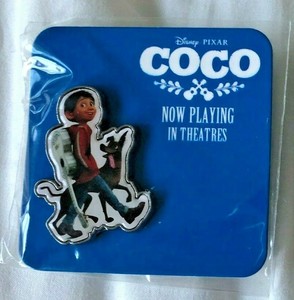 Disney PIXAR
COCO
NOW PLAYING
IN THEATRES